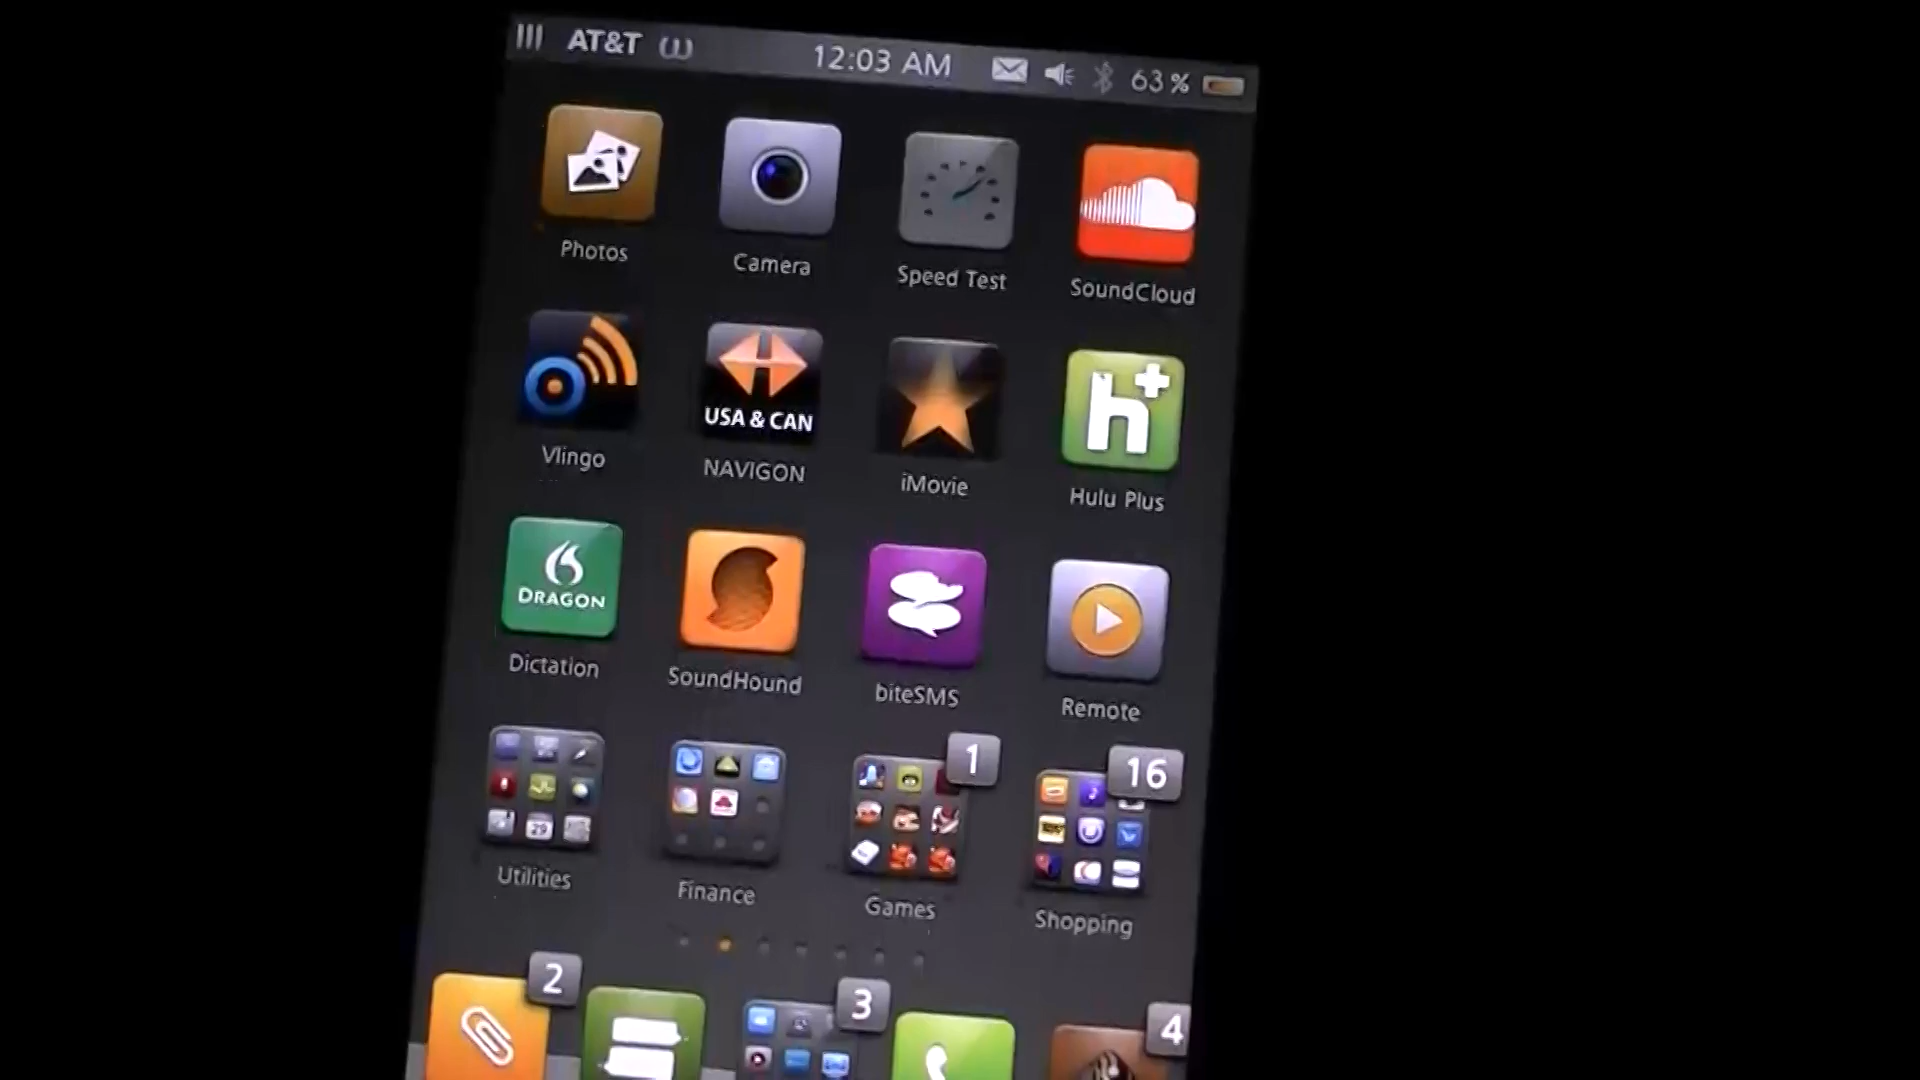 AT&T 12:03 AM 63%
Photos Camera Speed Test SoundCloud
USA & CAN
h+
Vlingo NAVIGON iMovie Hulu Plus
DRAGON
Dictation SoundHound biteSMS Remote
1 16
29
Utilities Finance Games Shopping
2 3 4